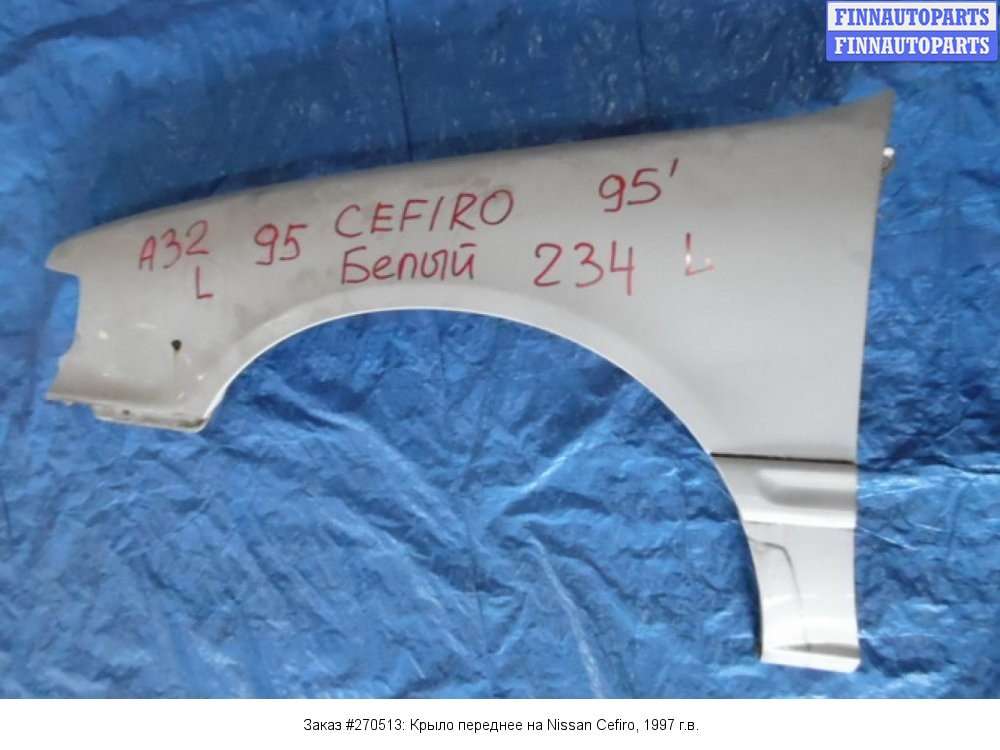 FINNAUTOPARTS
FINNAUTOPARTS
A32 95 CEFIRO 95'
L Белый 234 L
Заказ #270513: Крыло переднее на Nissan Cefiro, 1997 г.в.